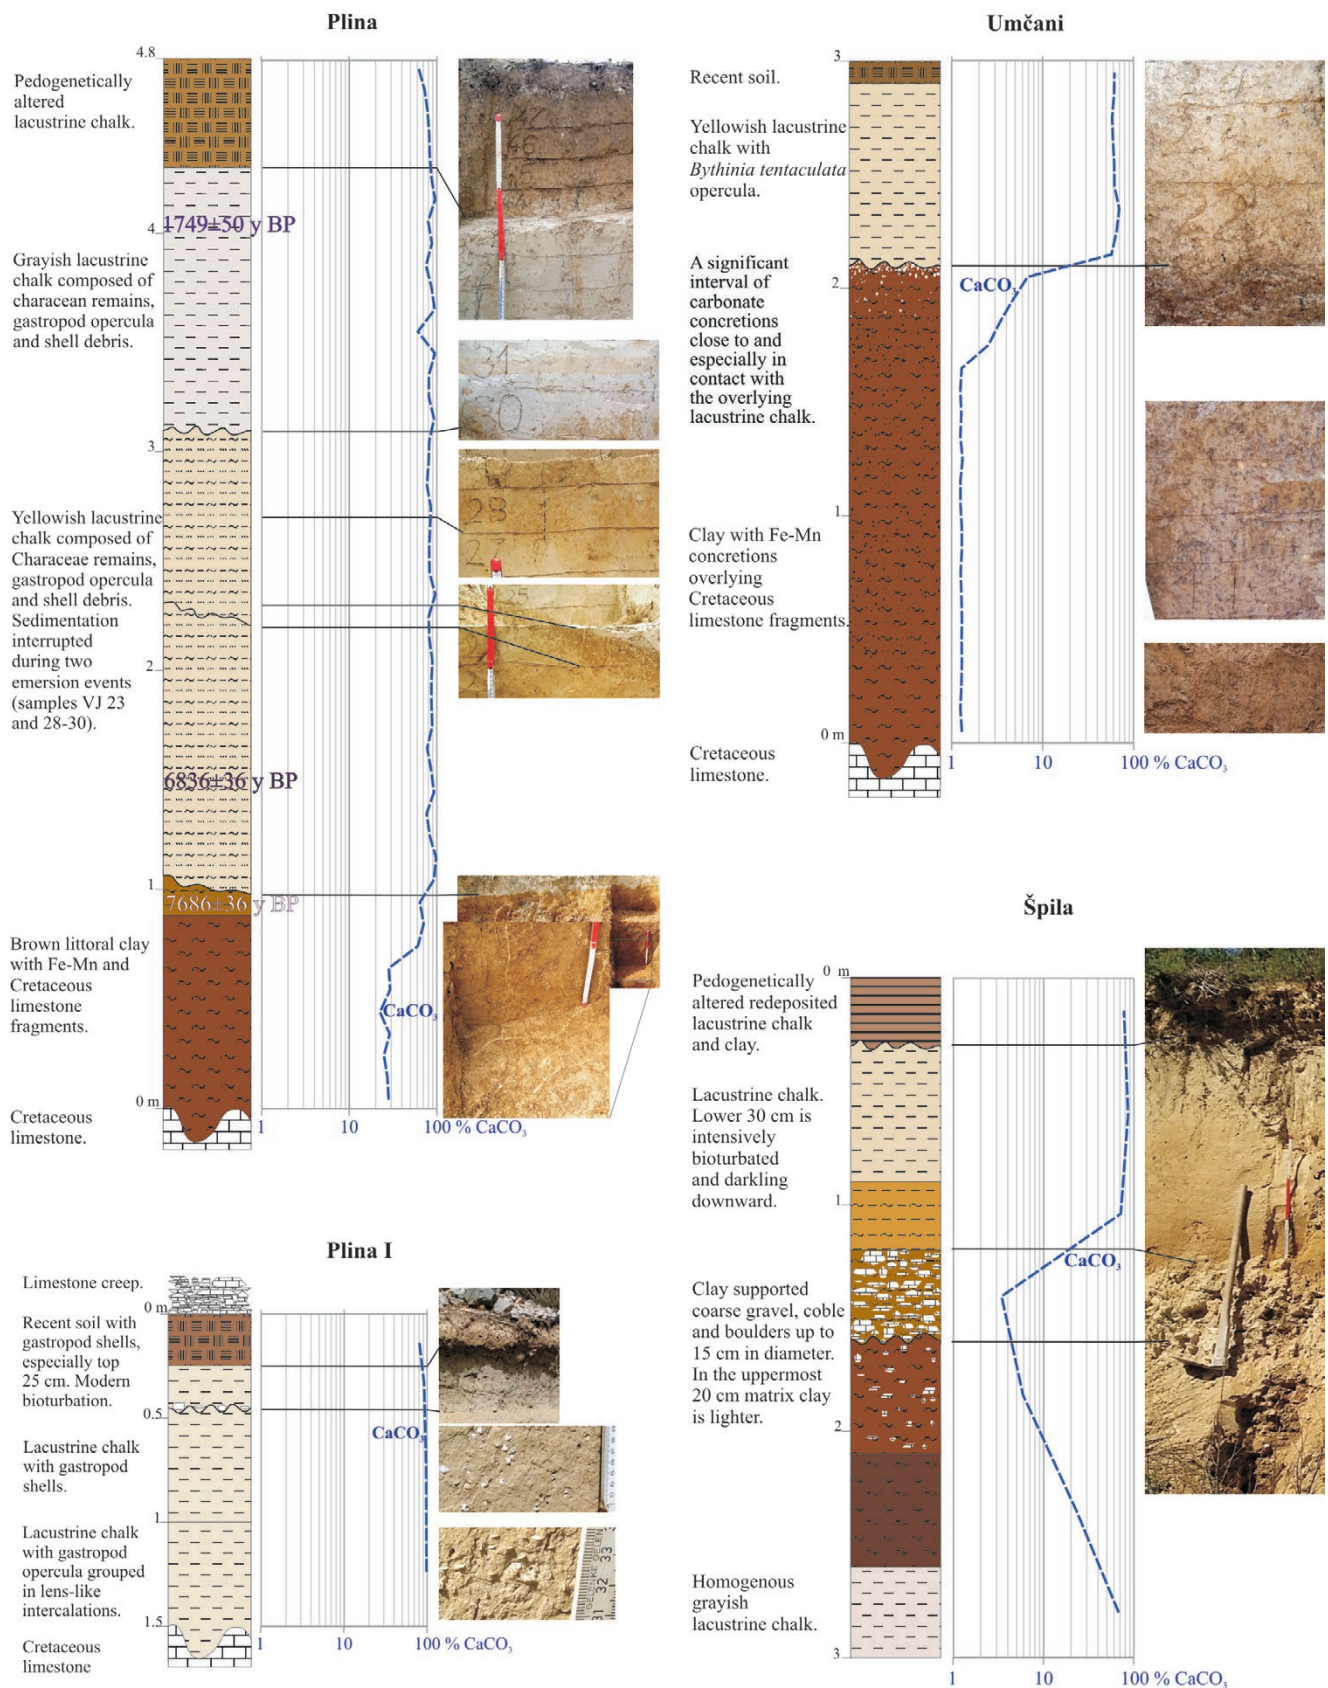 Plina
4.8
Pedogenetically
altered
lacustrine chalk.
1749±50 y BP
4
Grayish lacustrine
chalk composed of
characean remains,
gastropod opercula
and shell debris.
31
30
3
28
27
Yellowish lacustrine
chalk composed of
Characeae remains,
gastropod opercula
and shell debris.
Sedimentation
interrupted
during two
emersion events
(samples VJ 23
and 28-30).
25
2
6836±36 y BP
1
7686±36 y BP
Brown littoral clay
with Fe-Mn and
Cretaceous
limestone
fragments.
CaCO₃
0 m
Cretaceous
limestone.
1 10 100 % CaCO₃
Umčani
3
Recent soil.
Yellowish lacustrine
chalk with
Bythinia tentaculata
opercula.
A significant
interval of
carbonate
concretions
close to and
especially in
contact with
the overlying
lacustrine chalk.
CaCO₃
2
1
Clay with Fe-Mn
concretions
overlying
Cretaceous
limestone fragments.
0 m
Cretaceous
limestone.
1 10 100 % CaCO₃
Plina I
Limestone creep.
0 m
Recent soil with
gastropod shells,
especially top
25 cm. Modern
bioturbation.
0.5
CaCO₃
Lacustrine chalk
with gastropod
shells.
1
Lacustrine chalk
with gastropod
opercula grouped
in lens-like
intercalations.
31 32 33
1.5
Cretaceous
limestone
1 10 100 % CaCO₃
Špila
0 m
Pedogenetically
altered redeposited
lacustrine chalk
and clay.
Lacustrine chalk.
Lower 30 cm is
intensively
bioturbated
and darkling
downward.
1
CaCO₃
Clay supported
coarse gravel, coble
and boulders up to
15 cm in diameter.
In the uppermost
20 cm matrix clay
is lighter.
2
Homogenous
grayish
lacustrine chalk.
3
1 10 100 % CaCO₃